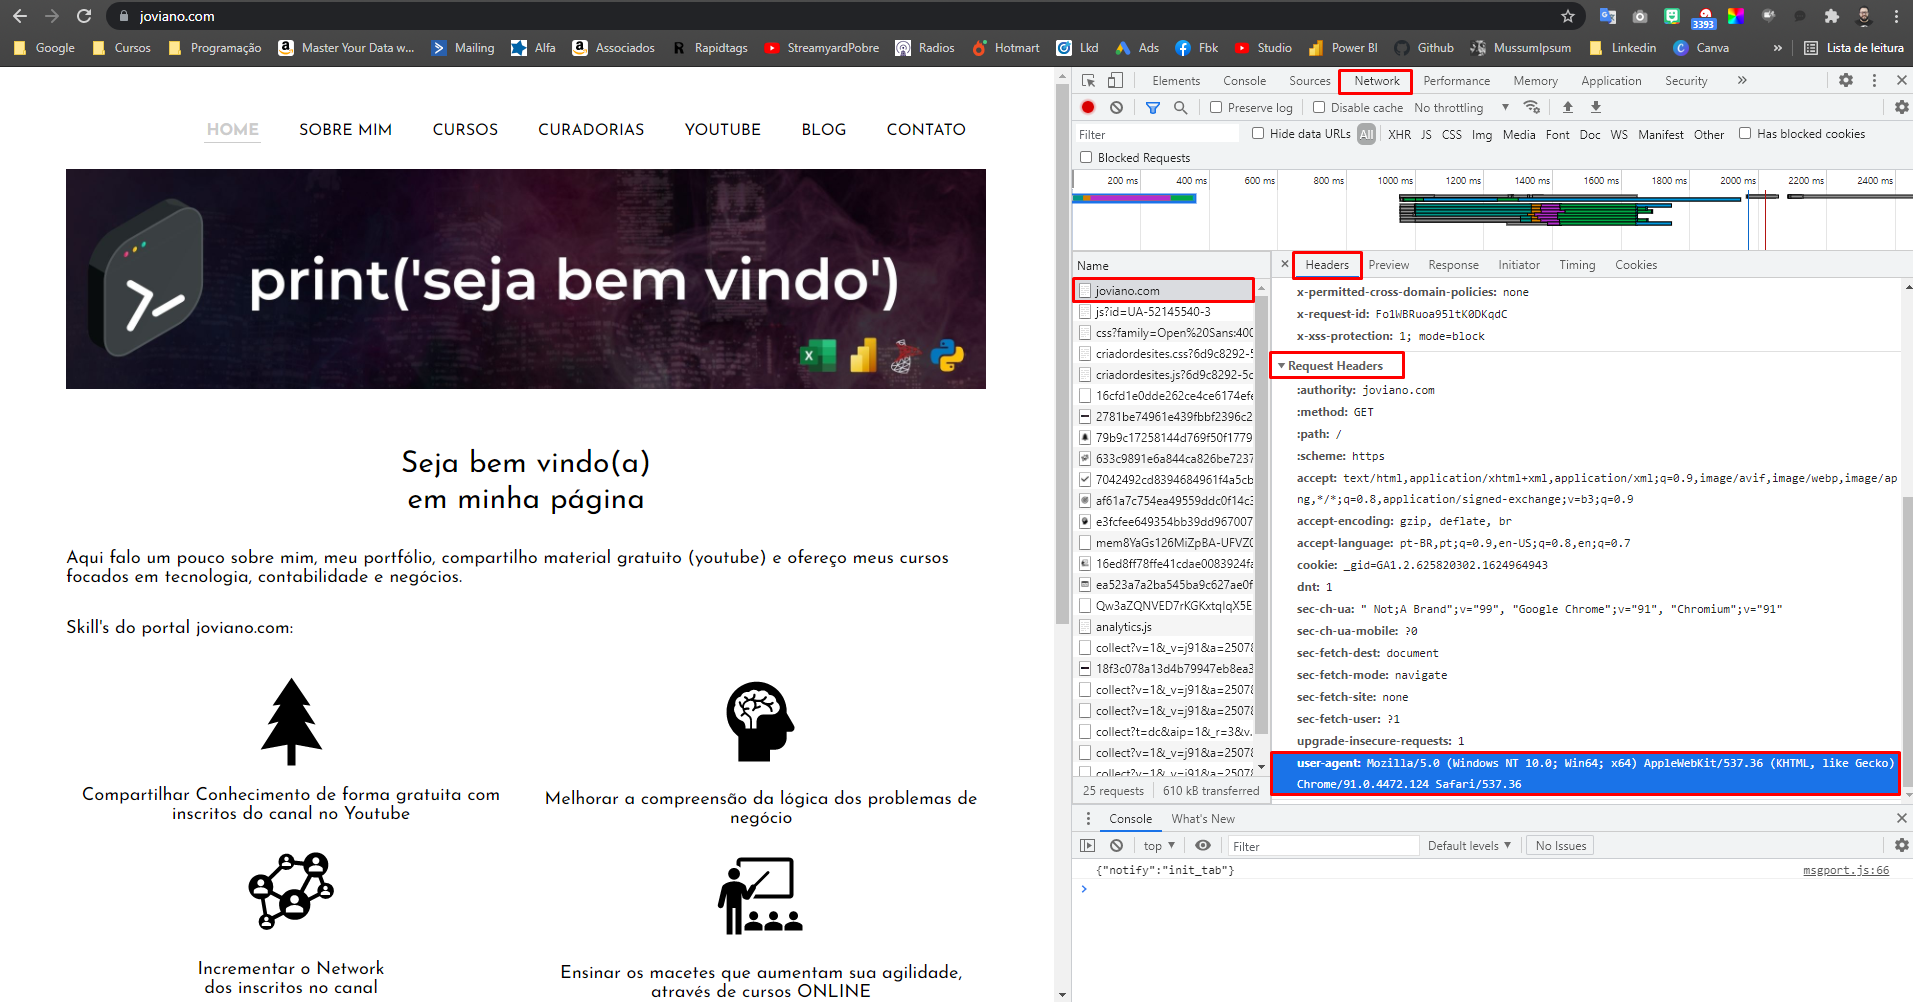 joviano.com
3393
Google
Cursos
Programação
Master Your Data w...
Mailing
Alfa
Associados
Rapidtags
StreamyardPobre
Radios
Hotmart
Lkd
Ads
Fbk
Studio
Power BI
Github
MussumIpsum
Linkedin
Canva
»
Lista de leitura
HOME SOBRE MIM CURSOS CURADORIAS YOUTUBE BLOG CONTATO
print('seja bem vindo')
Seja bem vindo(a)
em minha página
Aqui falo um pouco sobre mim, meu portfólio, compartilho material gratuito (youtube) e ofereço meus cursos
focados em tecnologia, contabilidade e negócios.
Skill's do portal joviano.com:
Compartilhar Conhecimento de forma gratuita com
inscritos do canal no Youtube
Melhorar a compreensão da lógica dos problemas de
negócio
Incrementar o Network
dos inscritos no canal
Ensinar os macetes que aumentam sua agilidade,
através de cursos ONLINE
Elements Console Sources Network Performance Memory Application Security »
Preserve log Disable cache No throttling
Filter Hide data URLs All XHR JS CSS Img Media Font Doc WS Manifest Other Has blocked cookies
Blocked Requests
200 ms 400 ms 600 ms 800 ms 1000 ms 1200 ms 1400 ms 1600 ms 1800 ms 2000 ms 2200 ms 2400 ms
Name
joviano.com
js?id=UA-52145540-3
css?family=Open%20Sans:400
criadordesites.css?6d9c8292-5
criadordesites.js?6d9c8292-5c
16cfd1e0dde262ce4ce6174efe
2781be74961e439fbbf2396c2
79b9c17258144d769f50f1779
633c9891e6a844ca826be7237
7042492cd8394684961f4a5cb
af61a7c754ea49559ddc0f14c3
e3fcfee649354bb39dd967007
mem8YaGs126MiZpBA-UFVZ0
16ed8ff78ffe41cdae0083924fa
ea523a7a2ba545ba9c627ae0f
Qw3aZQNVED7rKGKxtqIqX5E
analytics.js
collect?v=1&_v=j91&a=25078
18f3c078a13d4b79947eb8ea3
collect?v=1&_v=j91&a=25078
collect?v=1&_v=j91&a=25078
collect?t=dc&aip=1&_r=3&v.
collect?v=1&_v=j91&a=25078
collect?v=1&_v=j91&a=25078
25 requests 610 kB transferred
Headers Preview Response Initiator Timing Cookies
x-permitted-cross-domain-policies: none
x-request-id: Fo1WBRuoa95ltK0DKqdC
x-xss-protection: 1; mode=block
Request Headers
:authority: joviano.com
:method: GET
:path: /
:scheme: https
accept: text/html,application/xhtml+xml,application/xml;q=0.9,image/avif,image/webp,image/ap
ng,*/*;q=0.8,application/signed-exchange;v=b3;q=0.9
accept-encoding: gzip, deflate, br
accept-language: pt-BR,pt;q=0.9,en-US;q=0.8,en;q=0.7
cookie: _gid=GA1.2.625820302.1624964943
dnt: 1
sec-ch-ua: " Not;A Brand";v="99", "Google Chrome";v="91", "Chromium";v="91"
sec-ch-ua-mobile: ?0
sec-fetch-dest: document
sec-fetch-mode: navigate
sec-fetch-site: none
sec-fetch-user: ?1
upgrade-insecure-requests: 1
user-agent: Mozilla/5.0 (Windows NT 10.0; Win64; x64) AppleWebKit/537.36 (KHTML, like Gecko)
Chrome/91.0.4472.124 Safari/537.36
Console What's New
top Filter Default levels No Issues
{"notify":"init_tab"} msgport.js:66